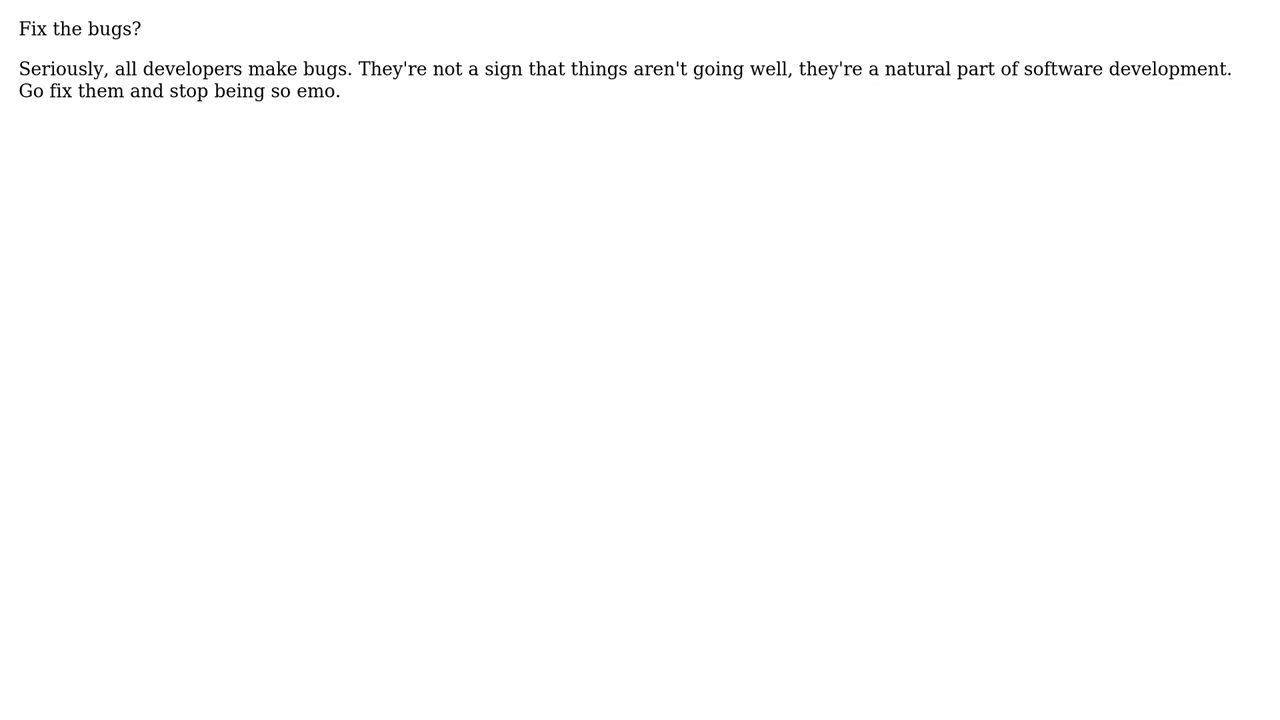 Fix the bugs?
Seriously, all developers make bugs. They're not a sign that things aren't going well, they're a natural part of software development.
Go fix them and stop being so emo.